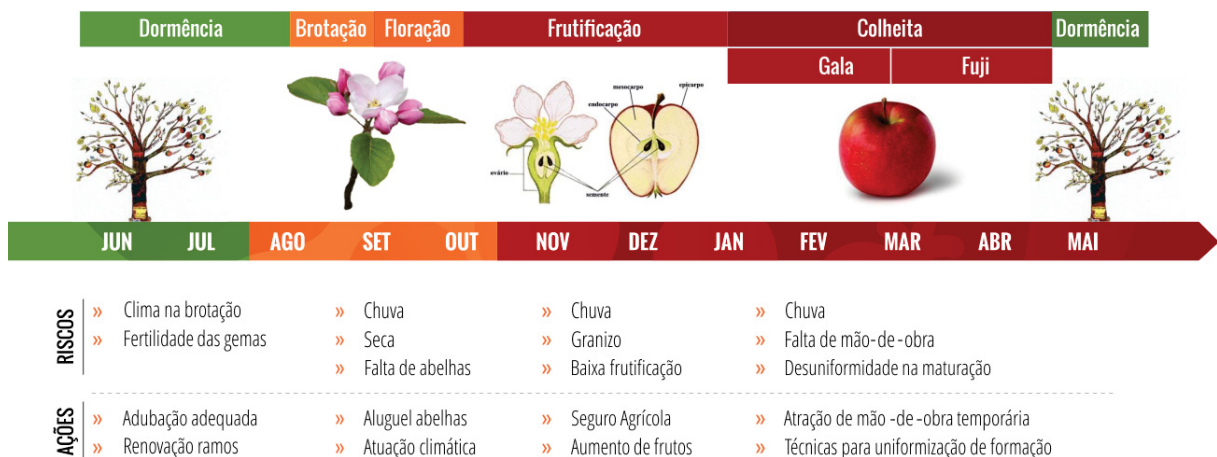 Dormência Brotação Floração Frutificação Colheita Dormência
Gala Fuji
mesocarpo epicarpo
endocarpo
ovário
semente
JUN JUL AGO SET OUT NOV DEZ JAN FEV MAR ABR MAI
RISCOS
» Clima na brotação
» Fertilidade das gemas
» Chuva
» Seca
» Falta de abelhas
» Chuva
» Granizo
» Baixa frutificação
» Chuva
» Falta de mão-de-obra
» Desuniformidade na maturação
AÇÕES
» Adubação adequada
» Renovação ramos
» Aluguel abelhas
» Atuação climática
» Seguro Agrícola
» Aumento de frutos
» Atração de mão -de -obra temporária
» Técnicas para uniformização de formação